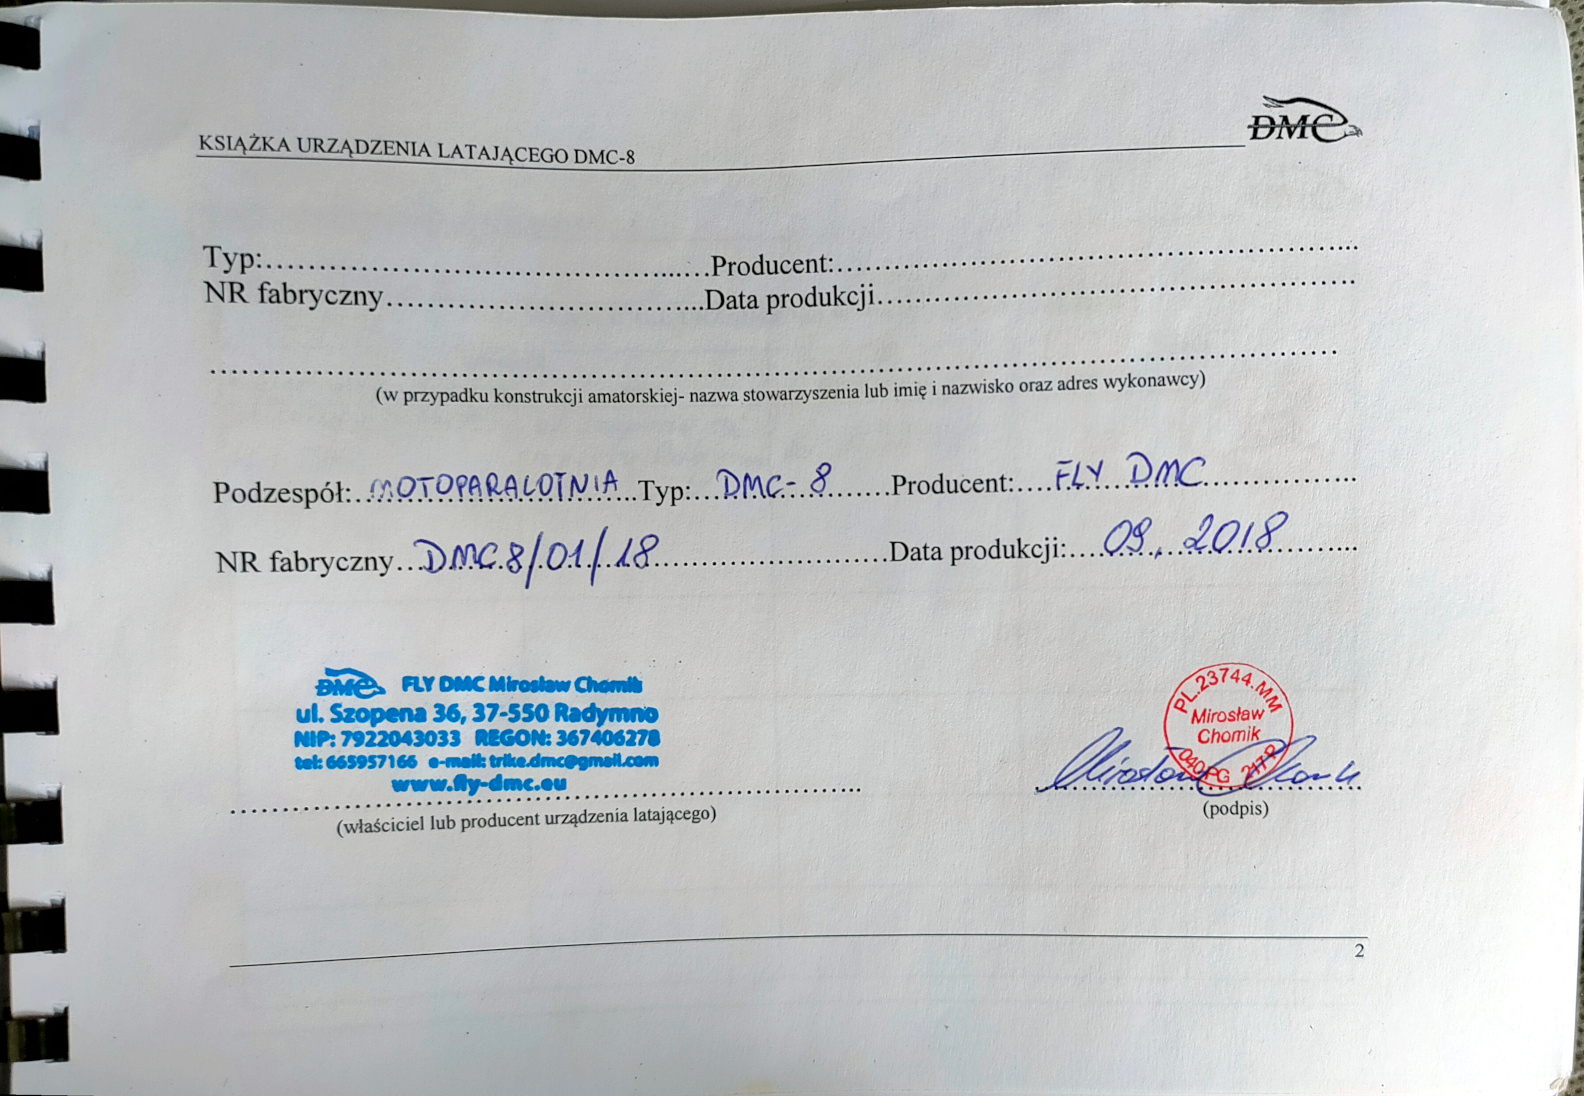 DMC
KSIĄŻKA URZĄDZENIA LATAJĄCEGO DMC-8
Typ:.......................................................Producent:.......................................................
NR fabryczny....................................Data produkcji.......................................................
..............................................................................................................
(w przypadku konstrukcji amatorskiej- nazwa stowarzyszenia lub imię i nazwisko oraz adres wykonawcy)
Podzespół: MOTOPARALOTNIA Typ: DMC-8 Producent: FLY DMC
NR fabryczny DMC8/01/18 Data produkcji: 09, 2018
DMC FLY DMC Mirosław Chomik
ul. Szopena 36, 37-550 Radymno
NIP: 7922043033 REGON: 367406278
tel: 665957166 e-mail: trike.dmc@gmail.com
www.fly-dmc.eu
(właściciel lub producent urządzenia latającego)
PL.23744.MM
Mirosław
Chomik
Mirosław Chomik
(podpis)
2